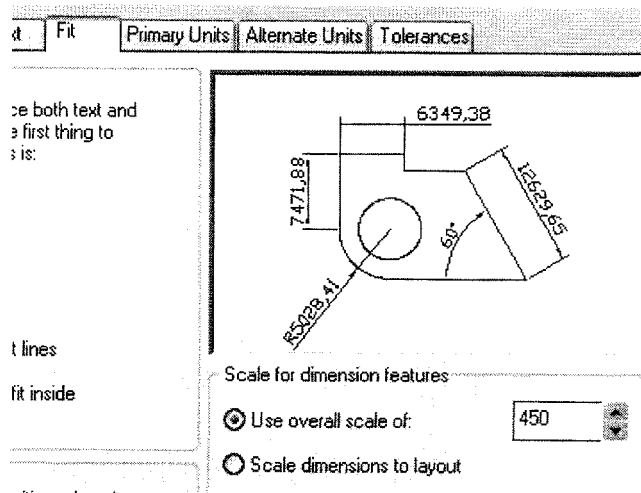 Fit Primary Units Alternate Units Tolerances
both text and
first thing to
is:
t lines
fit inside
6349,38
7471,88
12629,65
60°
R5028,41
Scale for dimension features
Use overall scale of: 450
Scale dimensions to layout